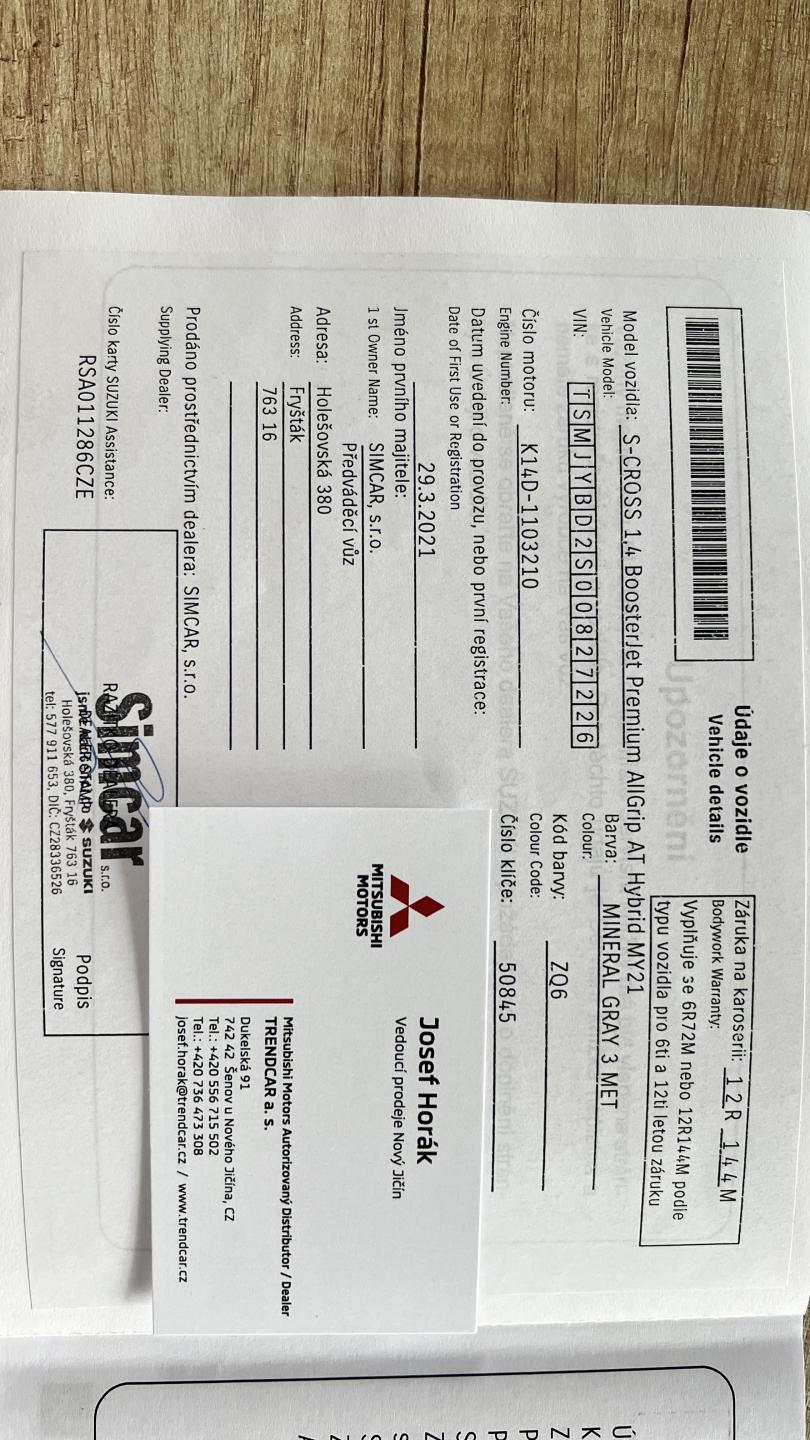 Údaje o vozidle
Vehicle details
Záruka na karoserii: 12R 144M
Bodywork Warranty:
Vyplňuje se 6R72M nebo 12R144M podle
typu vozidla pro 6ti a 12ti letou záruku
Model vozidla: S-CROSS 1,4 BoosterJet Premium AllGrip AT Hybrid MY21
Vehicle Model:
VIN: TSMJYBD2S00827226
Barva: MINERAL GRAY 3 MET
Colour:
Číslo motoru: K14D-1103210
Engine Number:
Kód barvy: ZQ6
Colour Code:
Číslo klíče: 50845
Datum uvedení do provozu, nebo první registrace:
Date of First Use or Registration
29.3.2021
Jméno prvního majitele:
1 st Owner Name: SIMCAR, s.r.o.
Předváděcí vůz
Adresa: Holešovská 380
Address: Fryšták
763 16
Prodáno prostřednictvím dealera: SIMCAR, s.r.o.
Supplying Dealer:
Číslo karty SUZUKI Assistance:
RSA011286CZE
simcar s.r.o.
RAZÍTKO DEALERA
DEALER STAMP
SUZUKI
Holešovská 380, Fryšták 763 16
tel: 577 911 653, DIČ: CZ28336526
Podpis
Signature
MITSUBISHI
MOTORS
Josef Horák
Vedoucí prodeje Nový Jičín
Mitsubishi Motors Autorizovaný Distributor / Dealer
TRENDCAR a. s.
Dukelská 91
742 42 Šenov u Nového Jičína, CZ
Tel.: +420 556 715 502
Tel.: +420 736 473 308
josef.horak@trendcar.cz / www.trendcar.cz
Upozornění